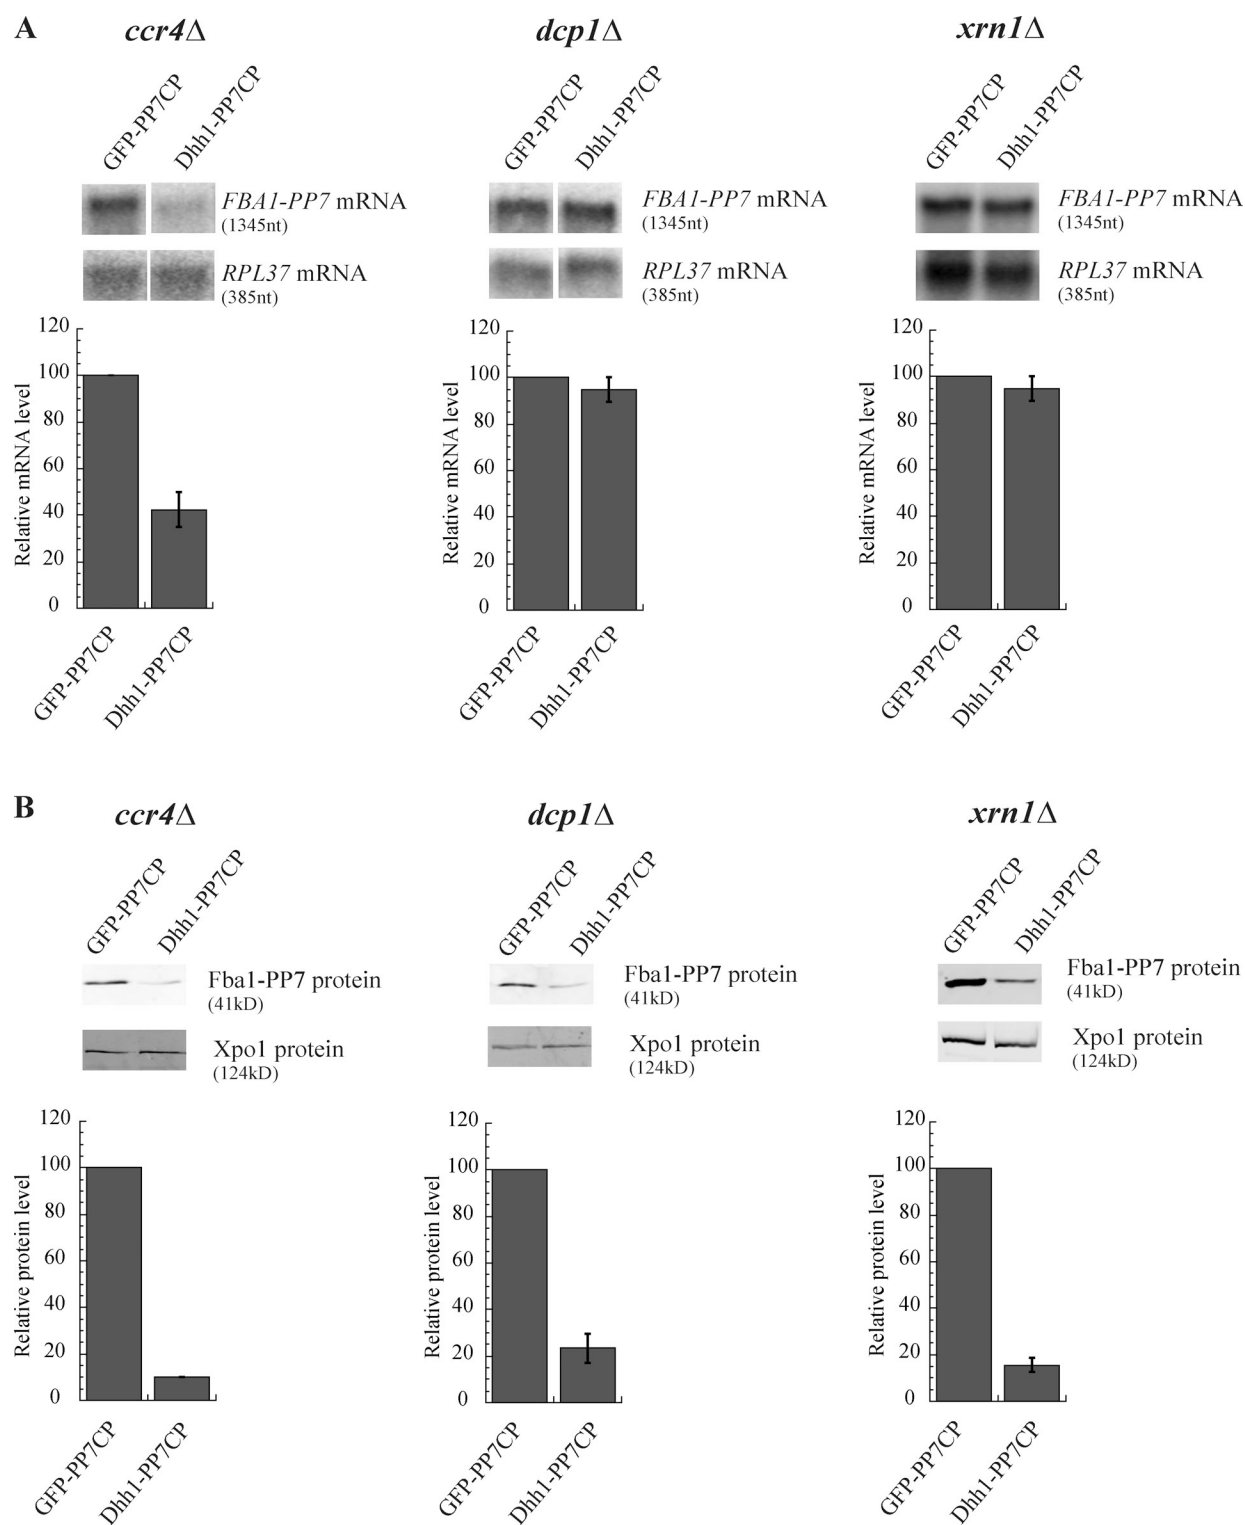 A
ccr4Δ
dcp1Δ
xrn1Δ
GFP-PP7CP
Dhh1-PP7CP
GFP-PP7CP
Dhh1-PP7CP
GFP-PP7CP
Dhh1-PP7CP
FBA1-PP7 mRNA
(1345nt)
RPL37 mRNA
(385nt)
FBA1-PP7 mRNA
(1345nt)
RPL37 mRNA
(385nt)
FBA1-PP7 mRNA
(1345nt)
RPL37 mRNA
(385nt)
Relative mRNA level
120
100
80
60
40
20
0
GFP-PP7CP
Dhh1-PP7CP
Relative mRNA level
120
100
80
60
40
20
0
GFP-PP7CP
Dhh1-PP7CP
Relative mRNA level
120
100
80
60
40
20
0
GFP-PP7CP
Dhh1-PP7CP
B
ccr4Δ
dcp1Δ
xrn1Δ
GFP-PP7CP
Dhh1-PP7CP
GFP-PP7CP
Dhh1-PP7CP
GFP-PP7CP
Dhh1-PP7CP
Fba1-PP7 protein
(41kD)
Xpo1 protein
(124kD)
Fba1-PP7 protein
(41kD)
Xpo1 protein
(124kD)
Fba1-PP7 protein
(41kD)
Xpo1 protein
(124kD)
Relative protein level
120
100
80
60
40
20
0
GFP-PP7CP
Dhh1-PP7CP
Relative protein level
120
100
80
60
40
20
0
GFP-PP7CP
Dhh1-PP7CP
Relative protein level
120
100
80
60
40
20
0
GFP-PP7CP
Dhh1-PP7CP